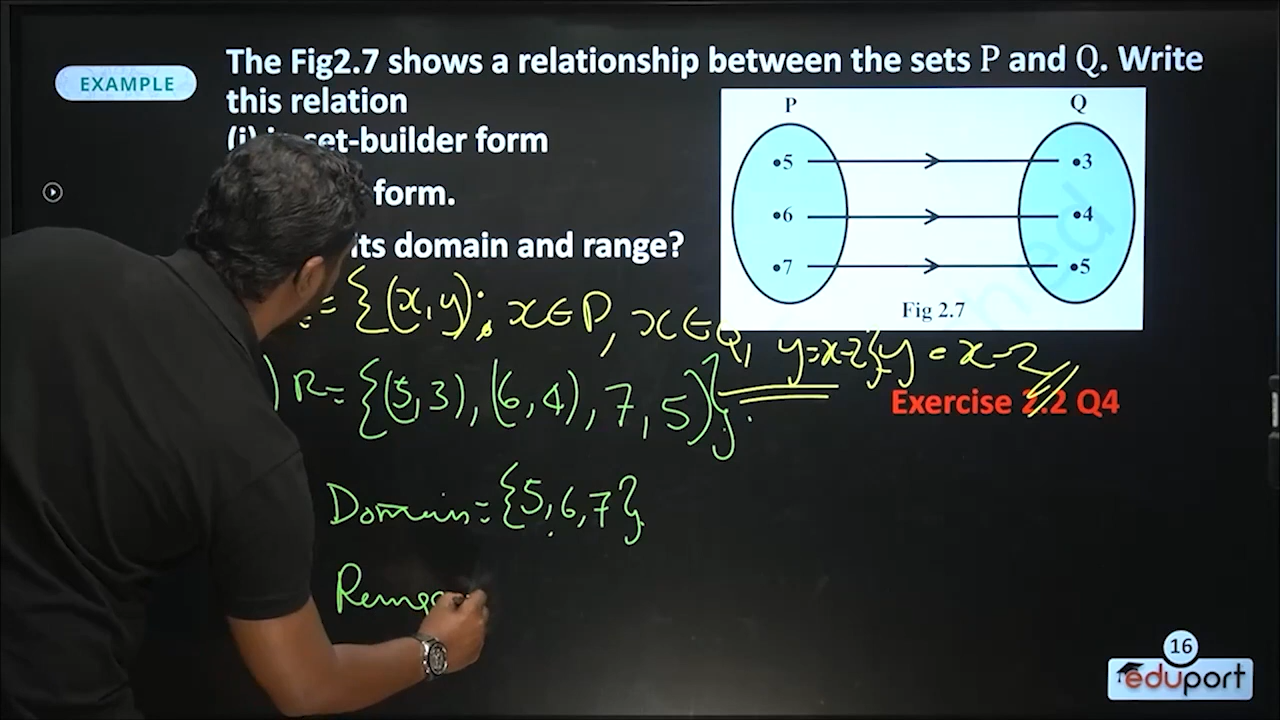 EXAMPLE
The Fig2.7 shows a relationship between the sets P and Q. Write
this relation
(i) in set-builder form
form.
its domain and range?
P Q
5 3
6 4
7 5
Fig 2.7
= {(x,y); x∈P, x∈Q, y=x-2} y = x-2
) R= {(5,3), (6,4), 7,5)}.
Exercise 2.2 Q4
Domain = {5,6,7}
Range
16
eduport